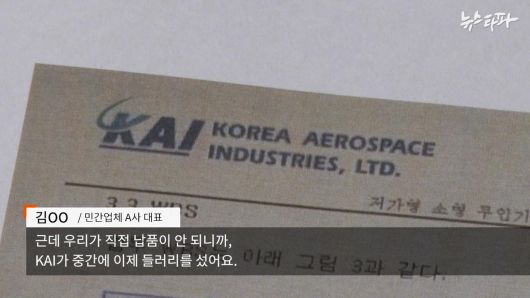 뉴스타파
KAI KOREA AEROSPACE
INDUSTRIES, LTD.
저가형 소형 무인기
3.3 WBS
아래 그림 3과 같다.
김OO / 민간업체 A사 대표
근데 우리가 직접 납품이 안 되니까,
KAI가 중간에 이제 들러리를 섰어요.